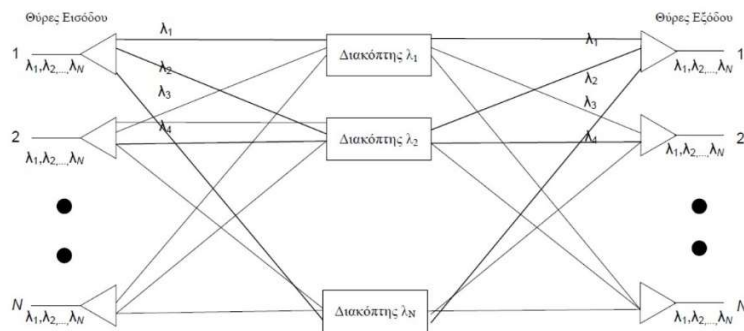 Θύρες Εισόδου
Θύρες Εξόδου
1
λ1,λ2,...,λN
λ1
λ2
λ3
λ4
Διακόπτης λ1
λ1
λ2
λ3
λ4
1
λ1,λ2,...,λN
2
λ1,λ2,...,λN
Διακόπτης λ2
2
λ1,λ2,...,λN
N
λ1,λ2,...,λN
Διακόπτης λN
N
λ1,λ2,...,λN